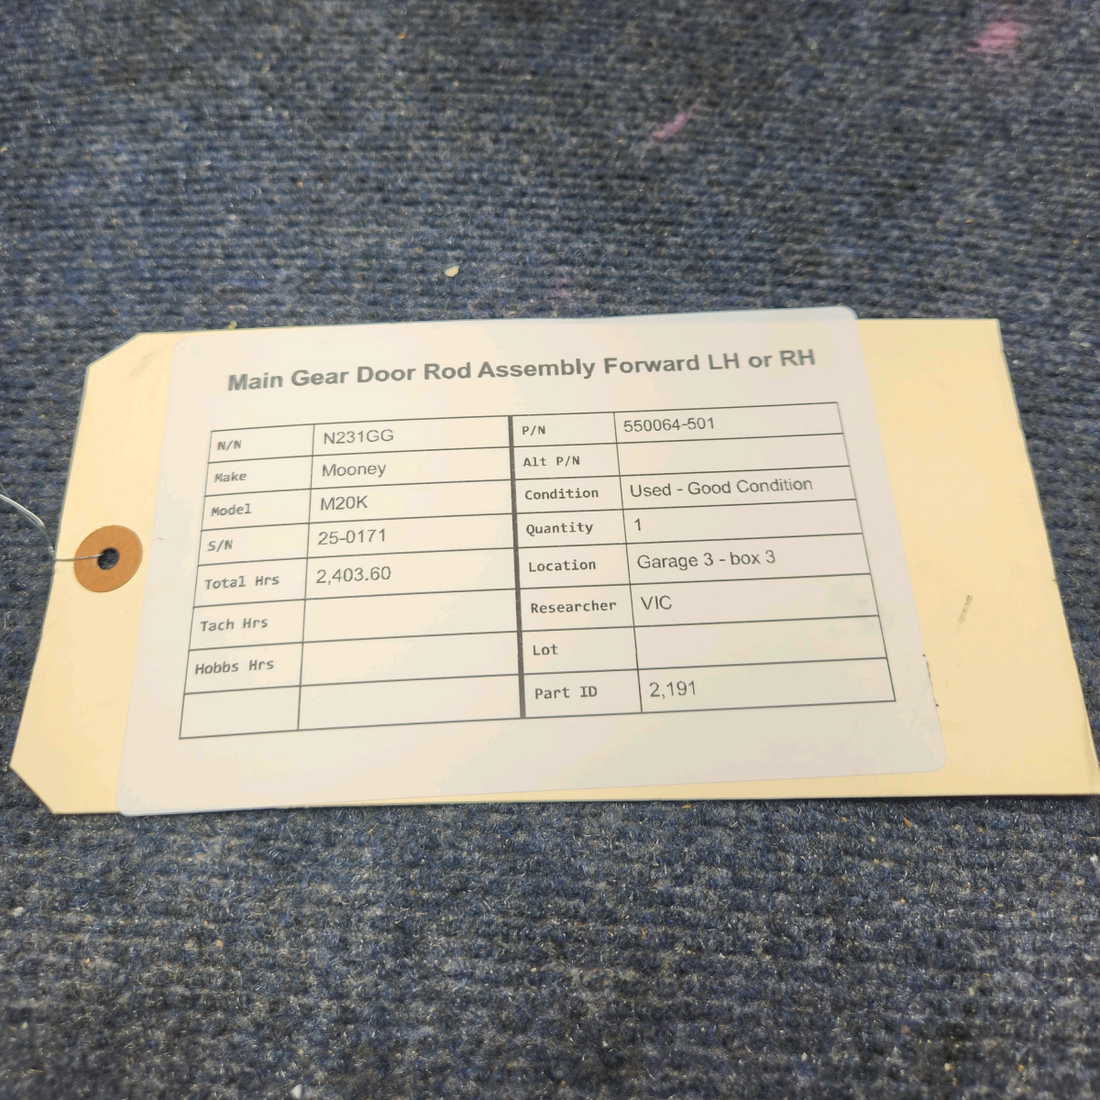 Main Gear Door Rod Assembly Forward LH or RH
N/N N231GG P/N 550064-501
Make Mooney Alt P/N
Model M20K Condition Used - Good Condition
S/N 25-0171 Quantity 1
Total Hrs 2,403.60 Location Garage 3 - box 3
Tach Hrs Researcher VIC
Hobbs Hrs Lot
Part ID 2,191